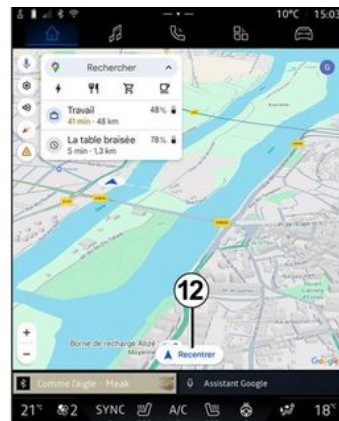 10°C 15:03
Rechercher
Travail 48 %
41 min - 48 km
La table braisée 78 %
5 min - 1,3 km
12
Borne de recharge Alizé
Moyenne
Recentrer
Google
Comme l'aigle - Meak
Assistant Google
21°C 2 SYNC A/C 18°
G
+
−